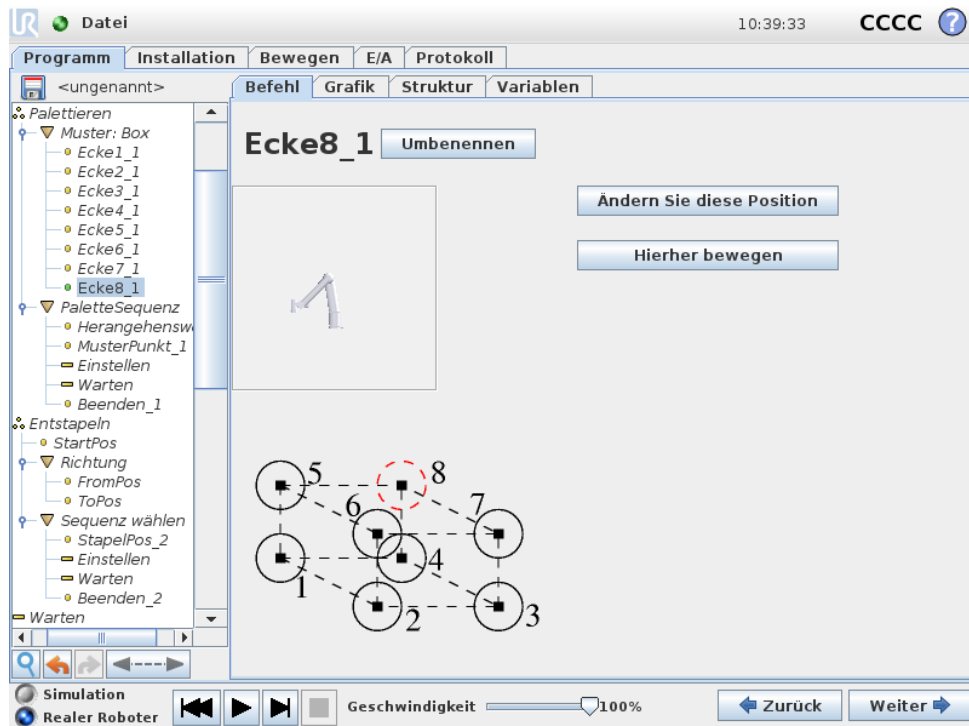 UR Datei 10:39:33 CCCC ?
Programm Installation Bewegen E/A Protokoll
<ungenannt>
Befehl Grafik Struktur Variablen
Palettieren
Muster: Box
Ecke1_1
Ecke2_1
Ecke3_1
Ecke4_1
Ecke5_1
Ecke6_1
Ecke7_1
Ecke8_1
PaletteSequenz
Herangehensw
MusterPunkt_1
Einstellen
Warten
Beenden_1
Entstapeln
StartPos
Richtung
FromPos
ToPos
Sequenz wählen
StapelPos_2
Einstellen
Warten
Beenden_2
Warten
Ecke8_1 Umbenennen
Ändern Sie diese Position
Hierher bewegen
5 8
6 7
4
1
2 3
Simulation
Realer Roboter
Geschwindigkeit 100%
Zurück Weiter